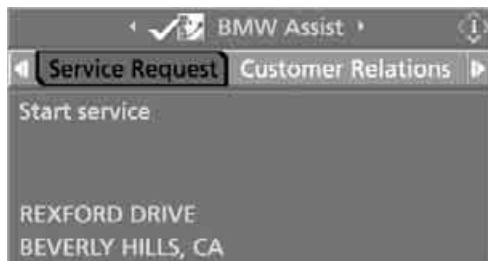 BMW Assist
Service Request Customer Relations
Start service
REXFORD DRIVE
BEVERLY HILLS, CA